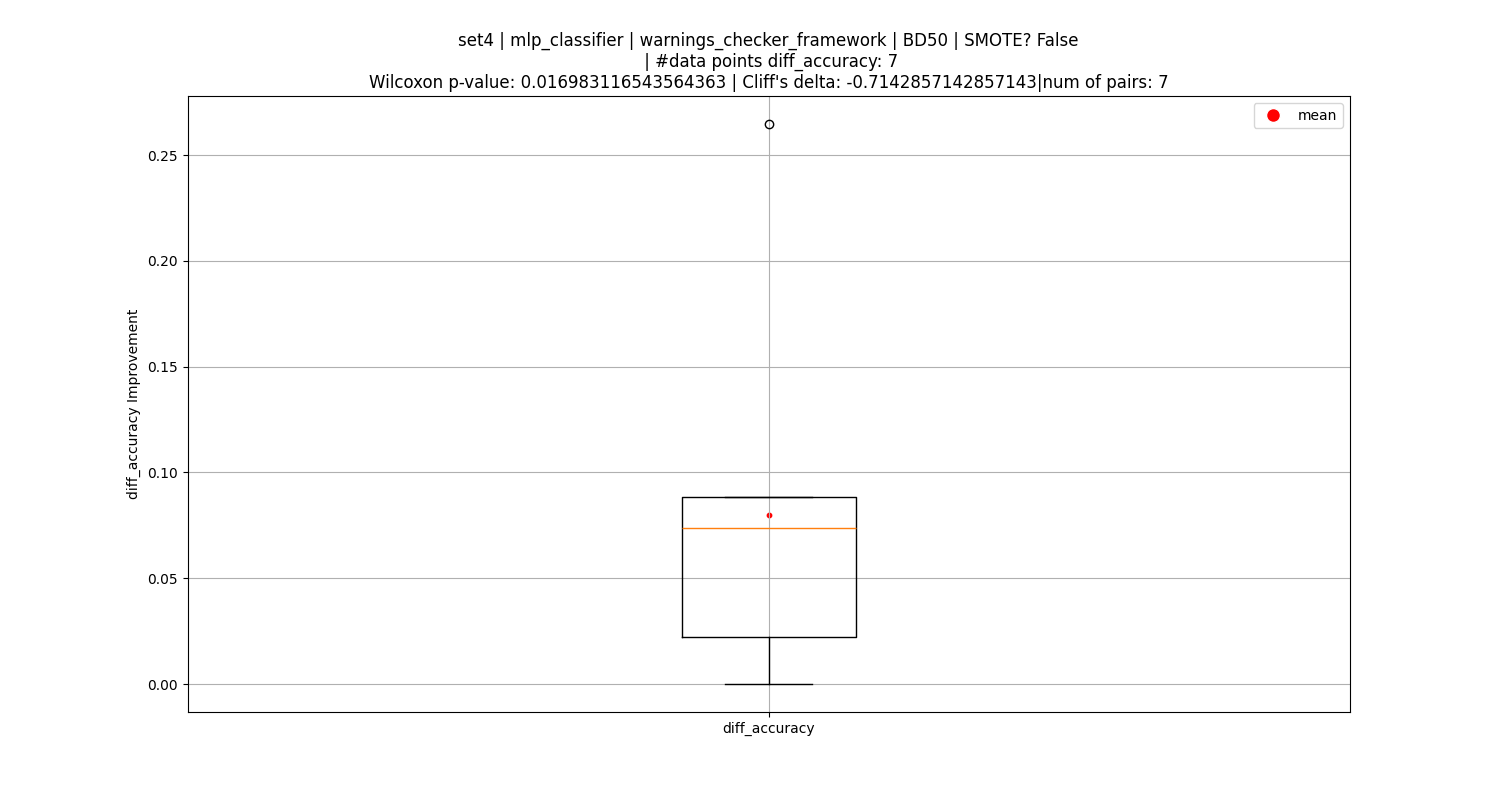 set4 | mlp_classifier | warnings_checker_framework | BD50 | SMOTE? False
| #data points diff_accuracy: 7
Wilcoxon p-value: 0.016983116543564363 | Cliff's delta: -0.7142857142857143|num of pairs: 7
mean
0.25
0.20
0.15
0.10
0.05
0.00
diff_accuracy Improvement
diff_accuracy